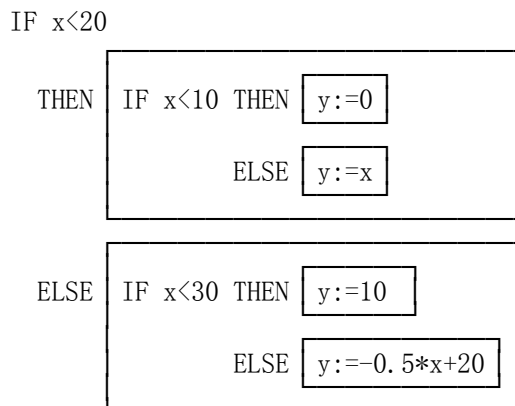 IF x<20
THEN IF x<10 THEN y:=0
ELSE y:=x
ELSE IF x<30 THEN y:=10
ELSE y:=-0.5*x+20